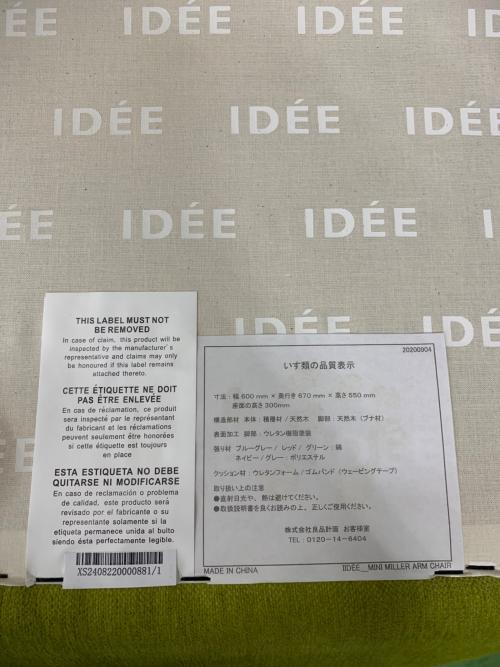 IDÉE IDÉE IDÉE
IDÉE IDÉE IDÉE
IDÉE IDÉE IDÉE
IDÉE IDÉE
THIS LABEL MUST NOT
BE REMOVED
In case of claim, this product will be
inspected by the manufacturer's
representative and claims may only
be honoured if this label remains
attached thereto.
CETTE ÉTIQUETTE NE DOIT
PAS ÊTRE ENLEVÉE
En cas de réclamation, ce produit
sera inspecté par le représentant
du fabricant et les réclamations
peuvent seulement être honorées
si cette étiquette est toujours
en place
ESTA ESTIQUETA NO DEBE
QUITARSE NI MODIFICARSE
En caso de reclamación o problema
de calidad, este producto será
revisado por el fabricante o su
representante solamente si la
etiqueta permanece unida al bulto
siendo ésta perfectamente legible.
XS2408220000881/1
20200904
いす類の品質表示
寸法:幅 600 mm × 奥行き 670 mm × 高さ 550 mm
座面の高さ 300mm
構造部材 本体:積層材/天然木 脚部:天然木(ブナ材)
表面加工 脚部:ウレタン樹脂塗装
張り材 ブルーグレー/ レッド/ グリーン:綿
ネイビー/グレー:ポリエステル
クッション材:ウレタンフォーム/ゴムバンド(ウェービングテープ)
取り扱い上の注意
●直射日光や、熱は避けてください。
●取扱説明書を良くお読みの上、正しくご使用ください。
株式会社良品計画 お客様室
TEL:0120-14-6404
MADE IN CHINA
IIDÉE__MINI MILLER ARM CHAIR